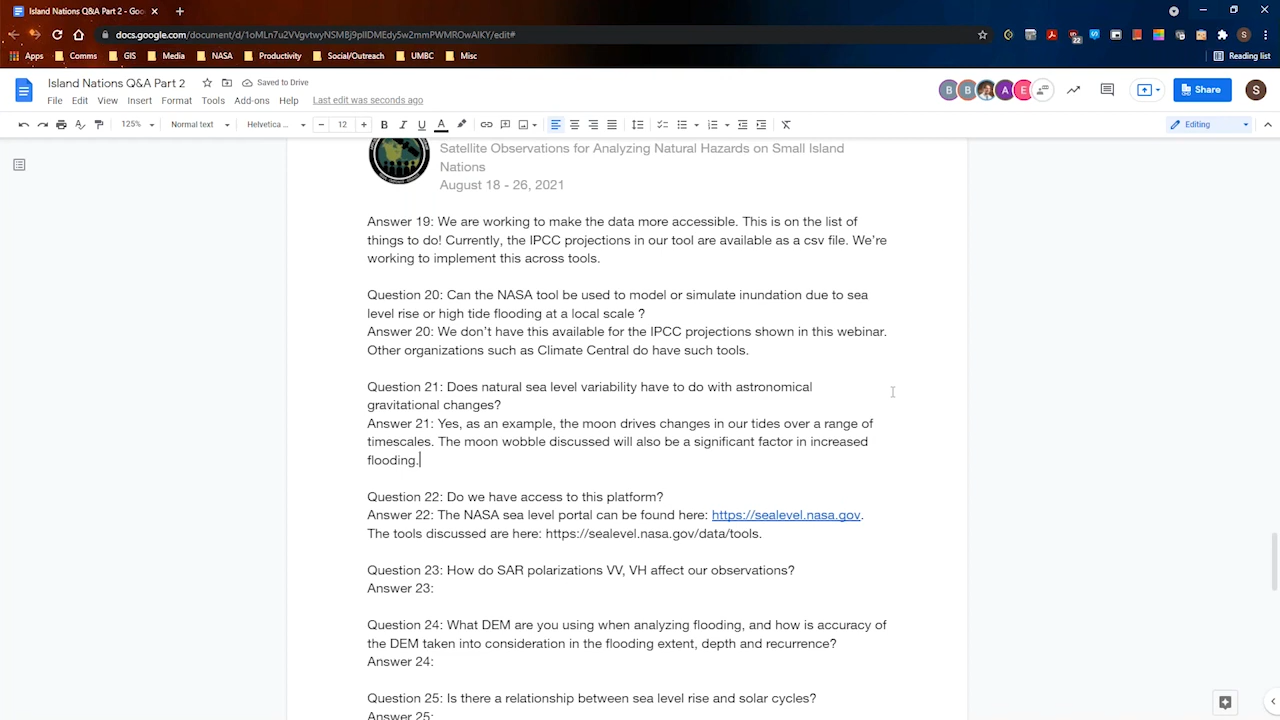 Island Nations Q&A Part 2 - Goo
docs.google.com/document/d/1oMLn7u2VVgvtwyNSMBj9plIDMEdy5w2mmPWMROwAIKY/edit#
Apps Comms GIS Media NASA Productivity Social/Outreach UMBC Misc Reading list
Island Nations Q&A Part 2 Saved to Drive
File Edit View Insert Format Tools Add-ons Help Last edit was seconds ago
B B A E Share S
125% Normal text Helvetica ... 12 B I U A Editing
Satellite Observations for Analyzing Natural Hazards on Small Island
Nations
August 18 - 26, 2021
Answer 19: We are working to make the data more accessible. This is on the list of
things to do! Currently, the IPCC projections in our tool are available as a csv file. We're
working to implement this across tools.
Question 20: Can the NASA tool be used to model or simulate inundation due to sea
level rise or high tide flooding at a local scale ?
Answer 20: We don't have this available for the IPCC projections shown in this webinar.
Other organizations such as Climate Central do have such tools.
Question 21: Does natural sea level variability have to do with astronomical
gravitational changes?
Answer 21: Yes, as an example, the moon drives changes in our tides over a range of
timescales. The moon wobble discussed will also be a significant factor in increased
flooding.
Question 22: Do we have access to this platform?
Answer 22: The NASA sea level portal can be found here: https://sealevel.nasa.gov.
The tools discussed are here: https://sealevel.nasa.gov/data/tools.
Question 23: How do SAR polarizations VV, VH affect our observations?
Answer 23:
Question 24: What DEM are you using when analyzing flooding, and how is accuracy of
the DEM taken into consideration in the flooding extent, depth and recurrence?
Answer 24:
Question 25: Is there a relationship between sea level rise and solar cycles?
Answer 25: